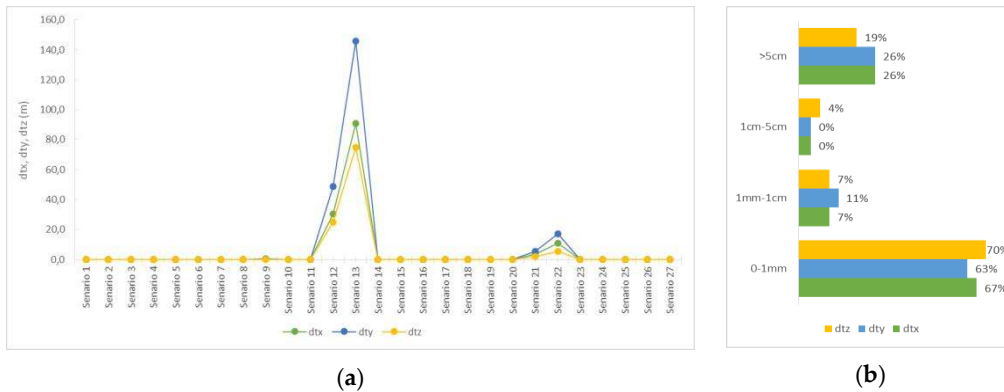 160,0
140,0
120,0
100,0
80,0
60,0
40,0
20,0
0,0
dtx, dty, dtz (m)
Senario 1
Senario 2
Senario 3
Senario 4
Senario 5
Senario 6
Senario 7
Senario 8
Senario 9
Senario 10
Senario 11
Senario 12
Senario 13
Senario 14
Senario 15
Senario 16
Senario 17
Senario 18
Senario 19
Senario 20
Senario 21
Senario 22
Senario 23
Senario 24
Senario 25
Senario 26
Senario 27
dtx dty dtz
(a)
>5cm
19%
26%
26%
1cm-5cm
4%
0%
0%
1mm-1cm
7%
11%
7%
0-1mm
70%
63%
67%
dtz dty dtx
(b)